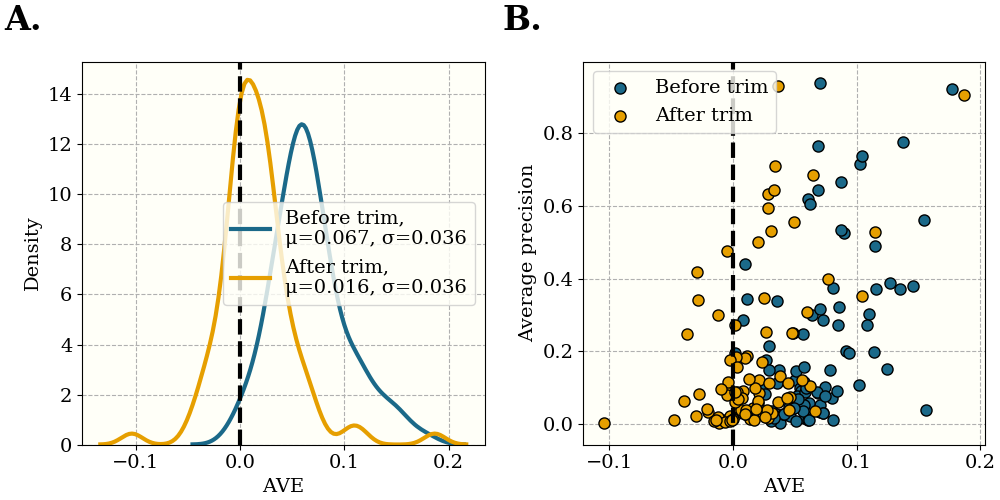 A.
14
12
10
8
6
4
2
0
Density
−0.1
0.0
0.1
0.2
AVE
Before trim,
μ=0.067, σ=0.036
After trim,
μ=0.016, σ=0.036
B.
0.8
0.6
0.4
0.2
0.0
Average precision
−0.1
0.0
0.1
0.2
AVE
Before trim
After trim